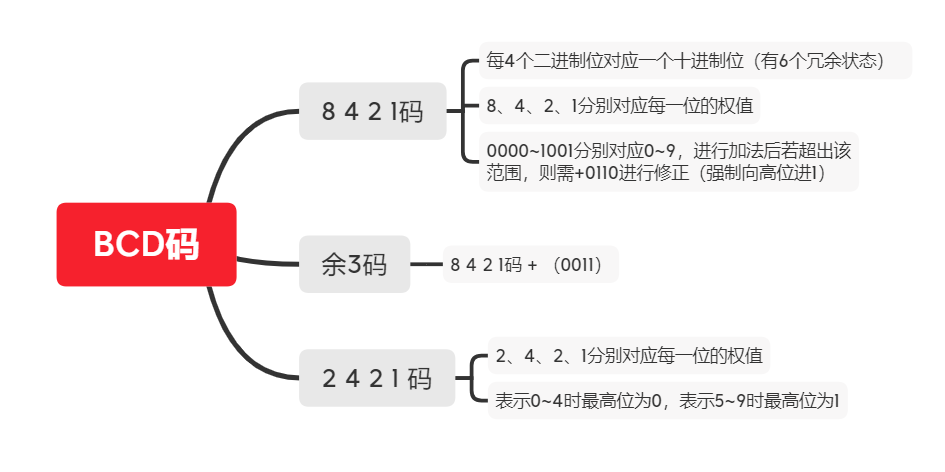 BCD码
8 4 2 1码
每4个二进制位对应一个十进制位（有6个冗余状态）
8、4、2、1分别对应每一位的权值
0000~1001分别对应0~9，进行加法后若超出该
范围，则需+0110进行修正（强制向高位进1）
余3码
8 4 2 1码 + （0011）
2 4 2 1 码
2、4、2、1分别对应每一位的权值
表示0~4时最高位为0，表示5~9时最高位为1